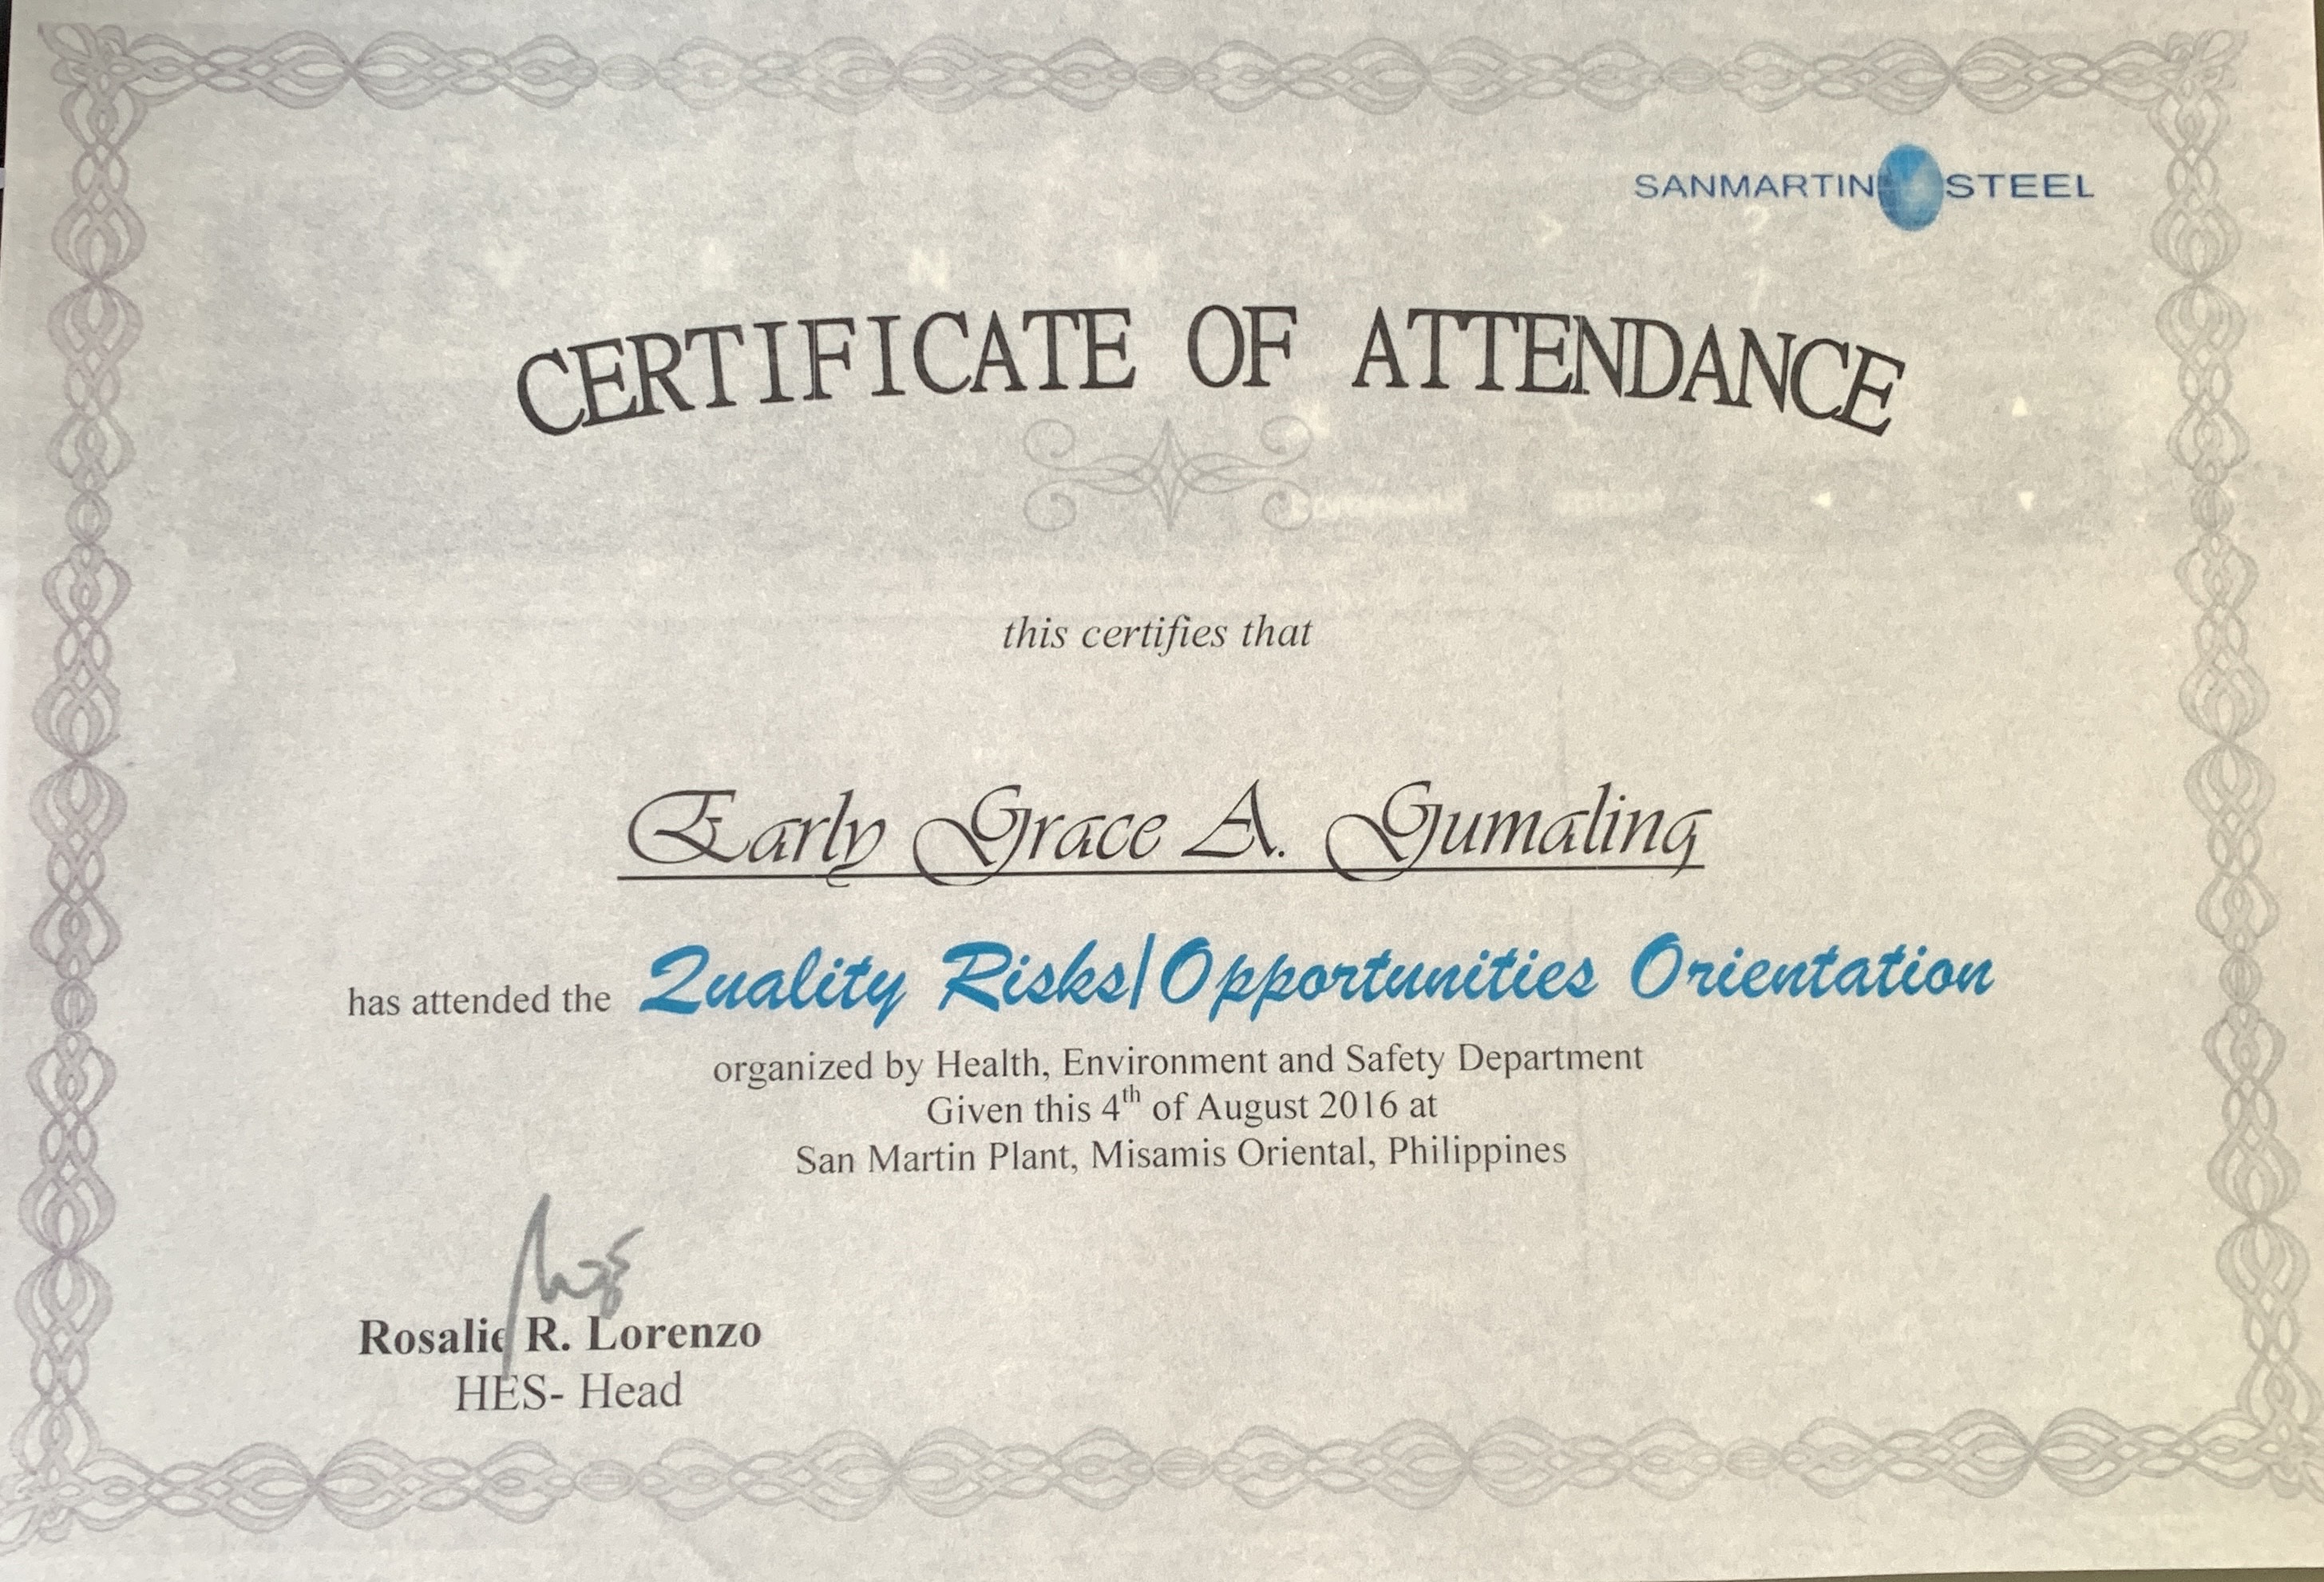 SANMARTIN STEEL
CERTIFICATE OF ATTENDANCE
this certifies that
Early Grace A. Gumaling
has attended the Quality Risks/Opportunities Orientation
organized by Health, Environment and Safety Department
Given this 4th of August 2016 at
San Martin Plant, Misamis Oriental, Philippines
Rosalie R. Lorenzo
HES- Head